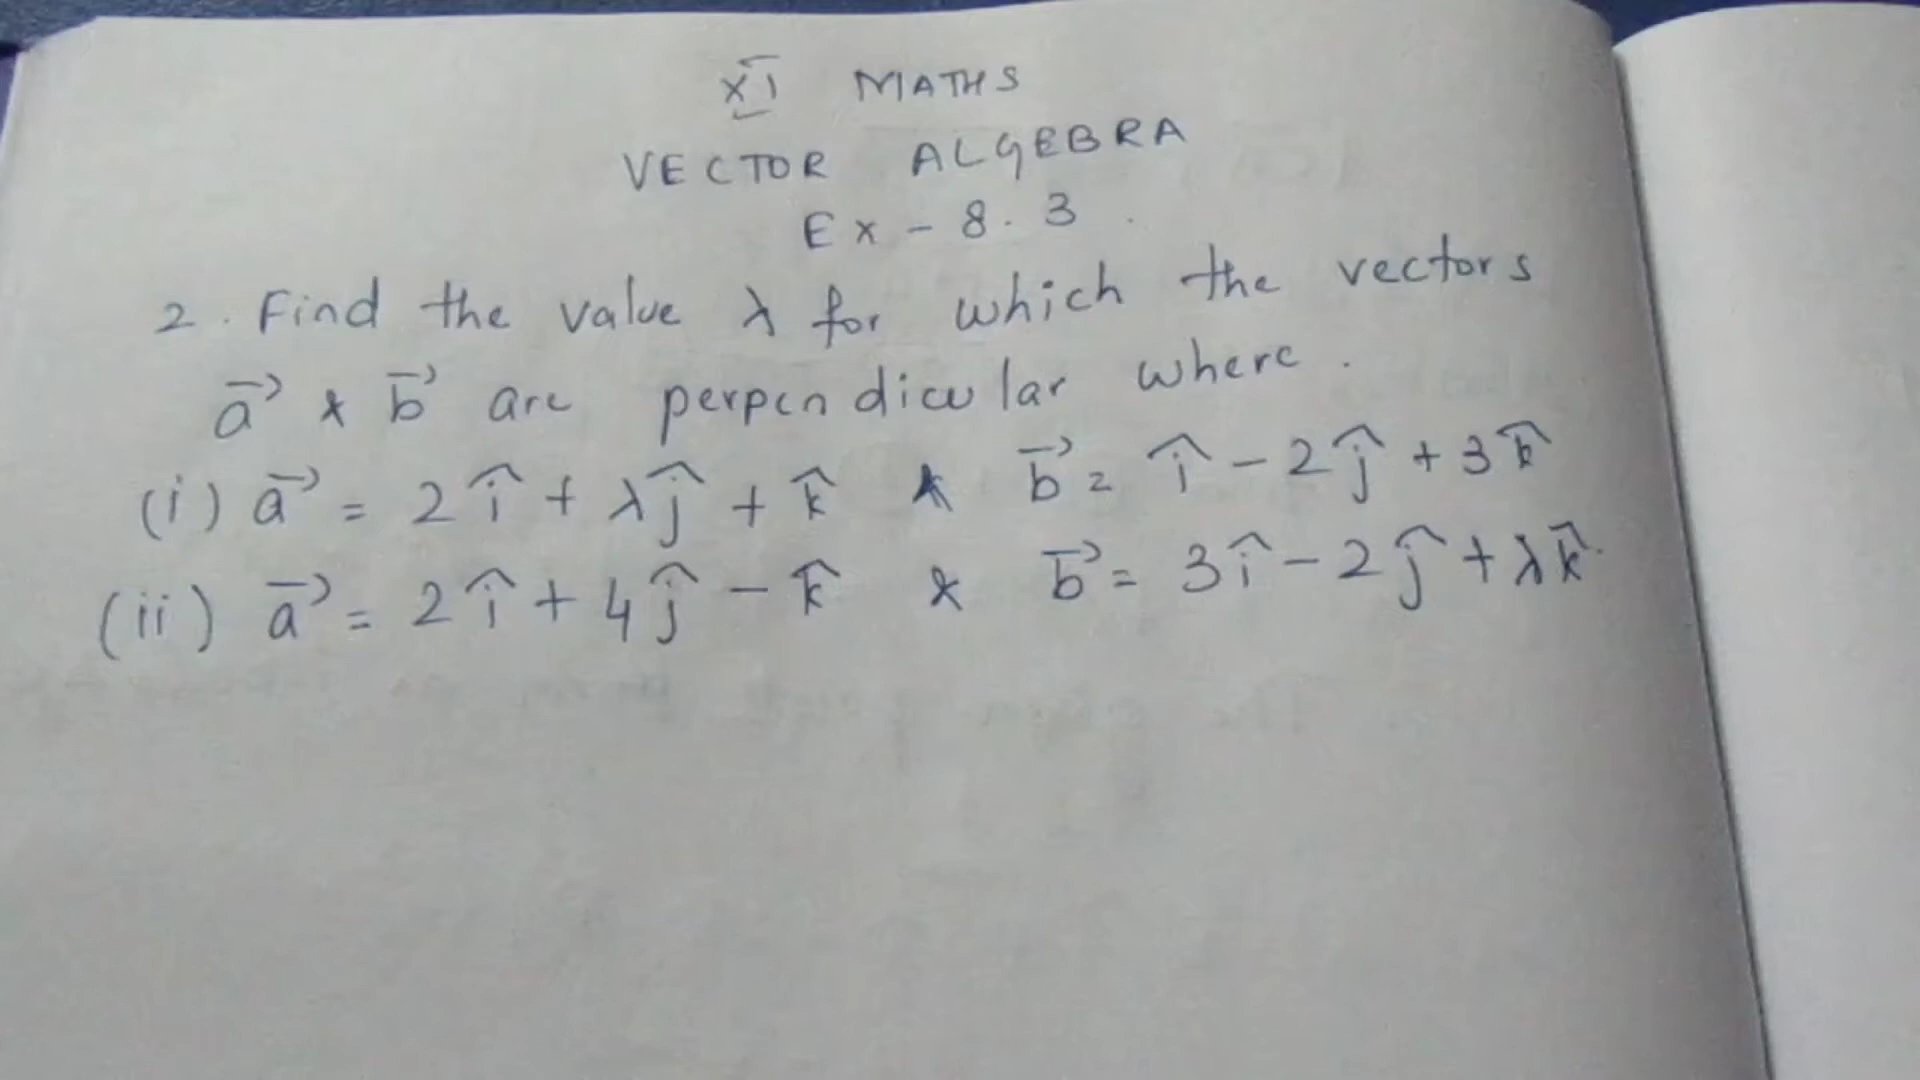 XI MATHS
VECTOR ALGEBRA
Ex - 8.3.
2. Find the value λ for which the vectors
a⃗ & b⃗ are perpendicular where.
(i) a⃗ = 2î + λĵ + k̂ & b⃗ = î - 2ĵ + 3k̂
(ii) a⃗ = 2î + 4ĵ - k̂ & b⃗ = 3î - 2ĵ + λk̂.